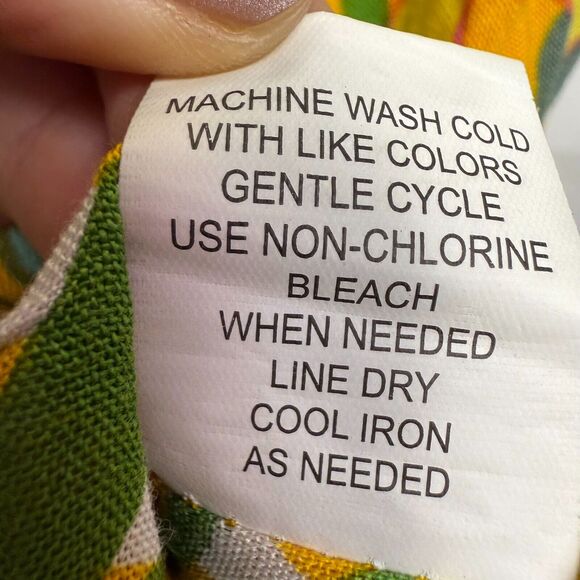 MACHINE WASH COLD
WITH LIKE COLORS
GENTLE CYCLE
USE NON-CHLORINE
BLEACH
WHEN NEEDED
LINE DRY
COOL IRON
AS NEEDED